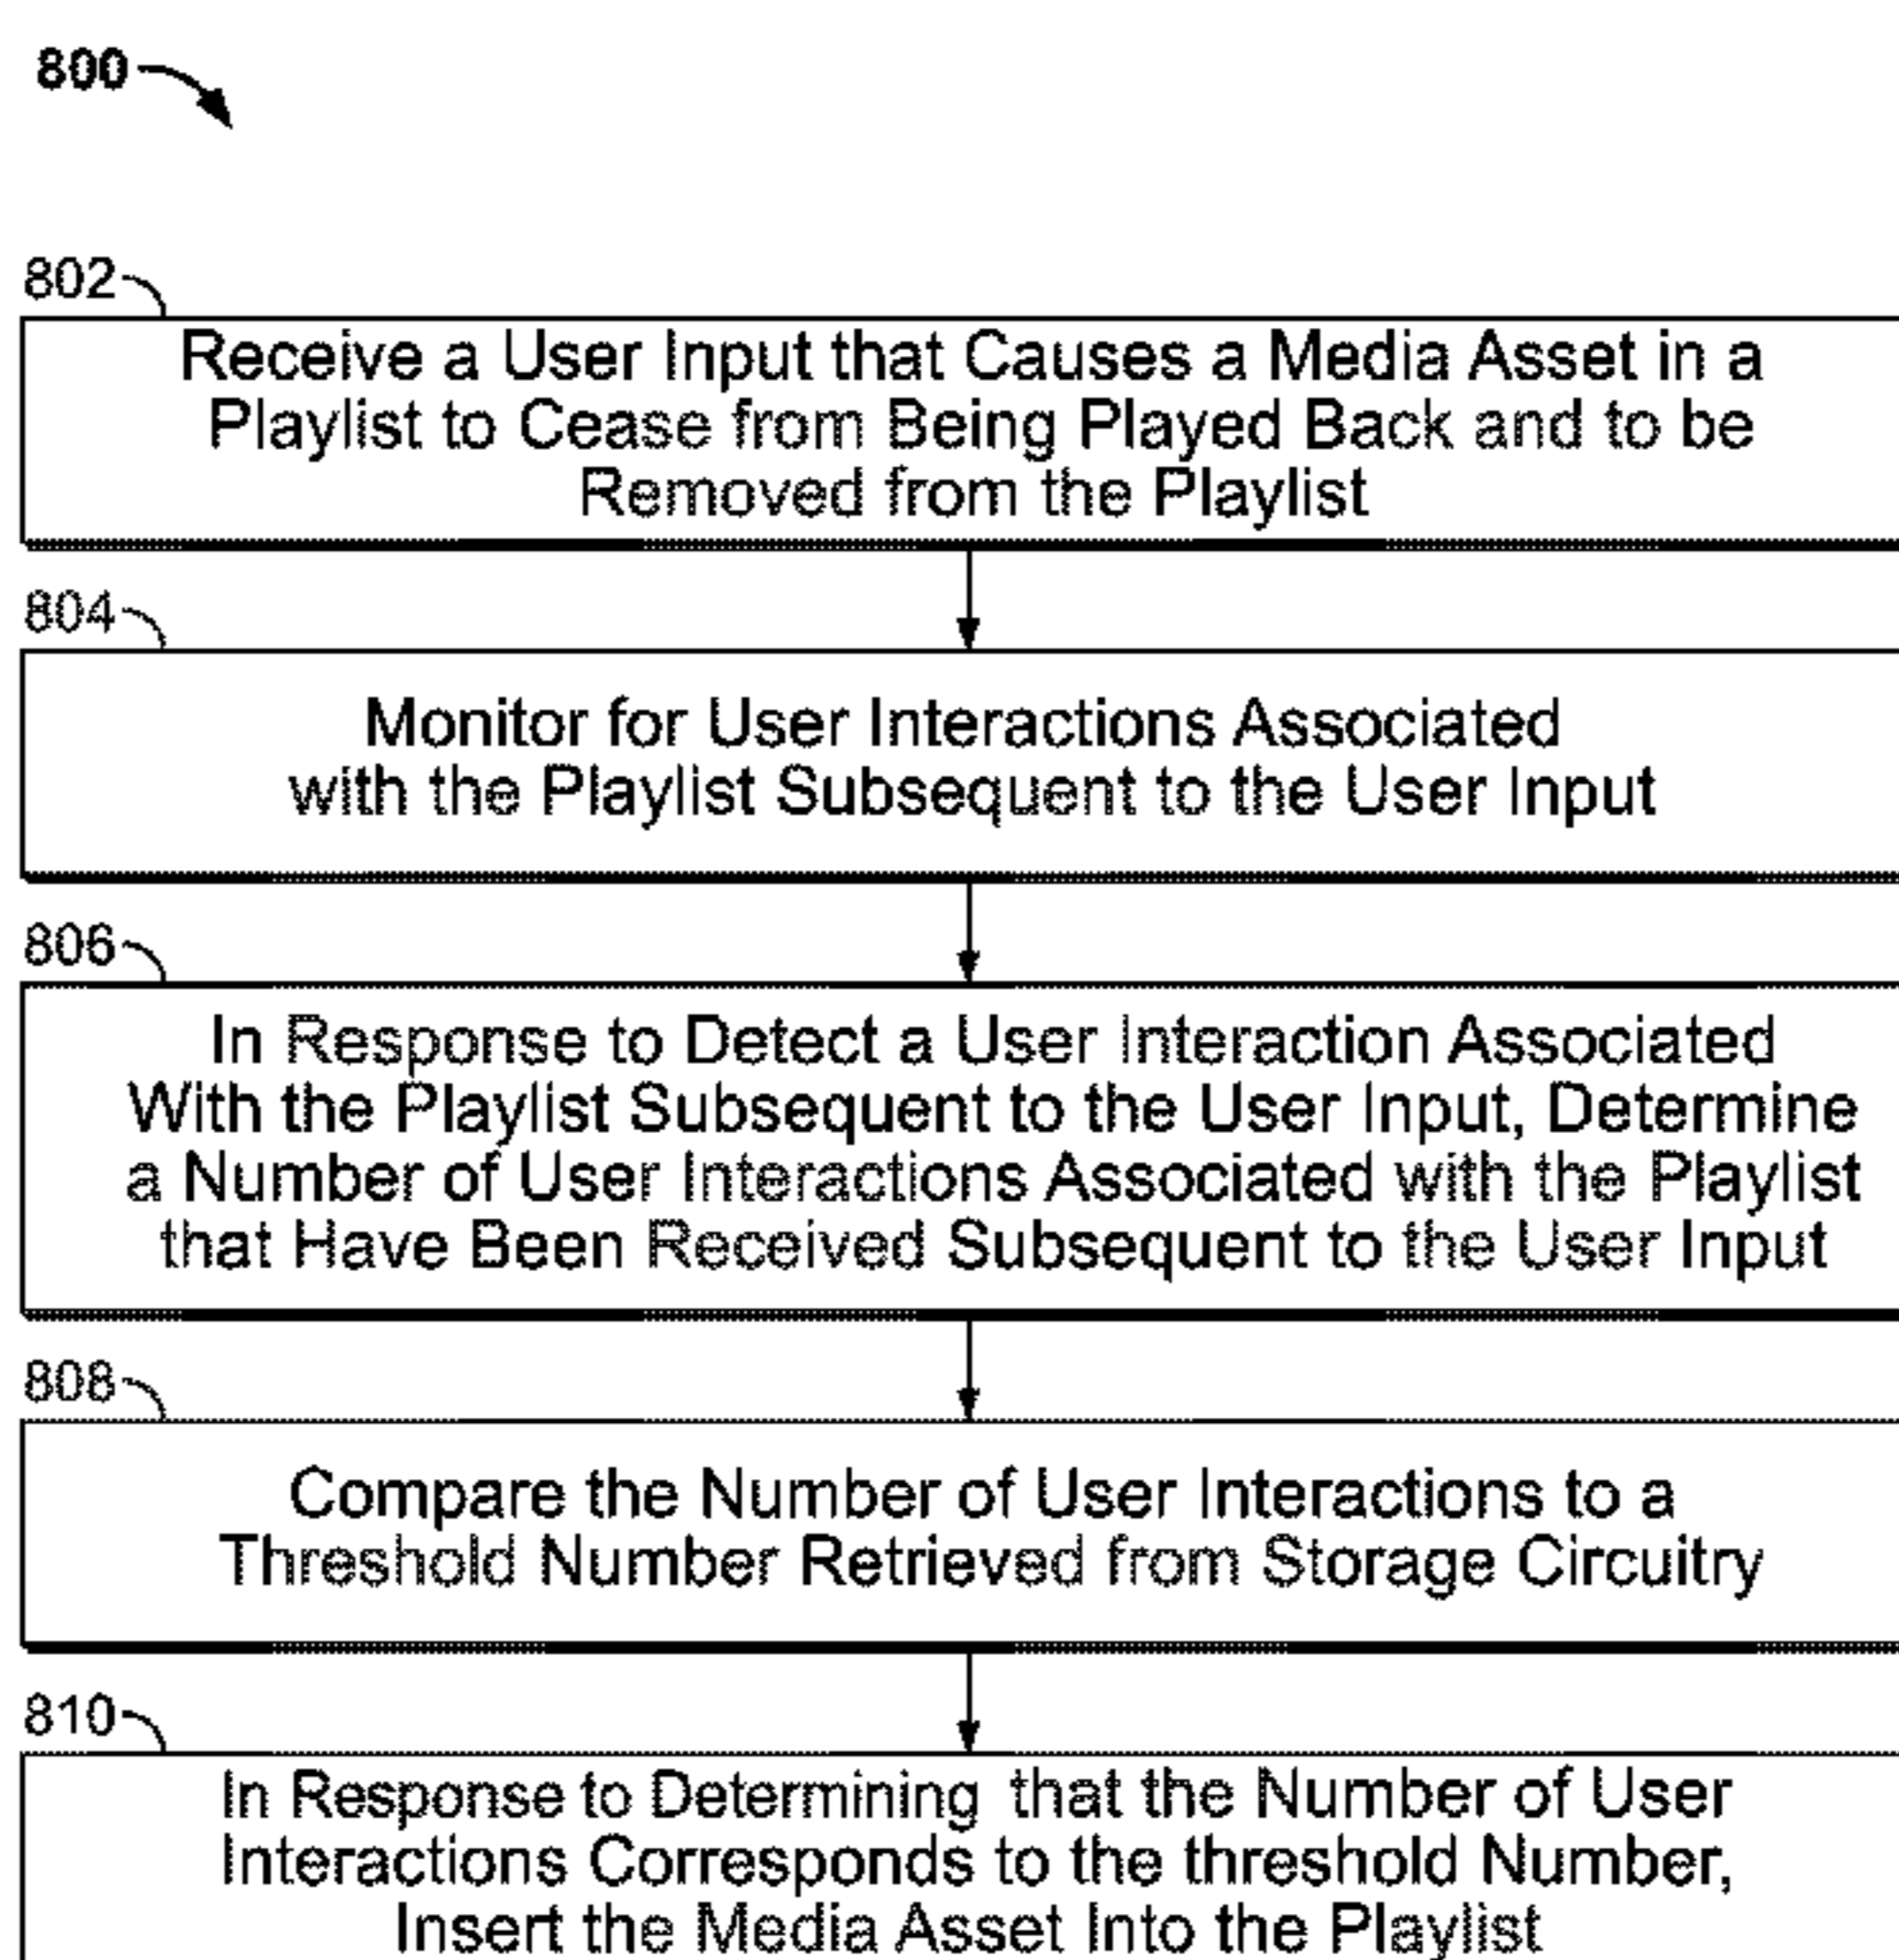 800
802
Receive a User Input that Causes a Media Asset in a
Playlist to Cease from Being Played Back and to be
Removed from the Playlist
804
Monitor for User Interactions Associated
with the Playlist Subsequent to the User Input
806
In Response to Detect a User Interaction Associated
With the Playlist Subsequent to the User Input, Determine
a Number of User Interactions Associated with the Playlist
that Have Been Received Subsequent to the User Input
808
Compare the Number of User Interactions to a
Threshold Number Retrieved from Storage Circuitry
810
In Response to Determining that the Number of User
Interactions Corresponds to the threshold Number,
Insert the Media Asset Into the Playlist